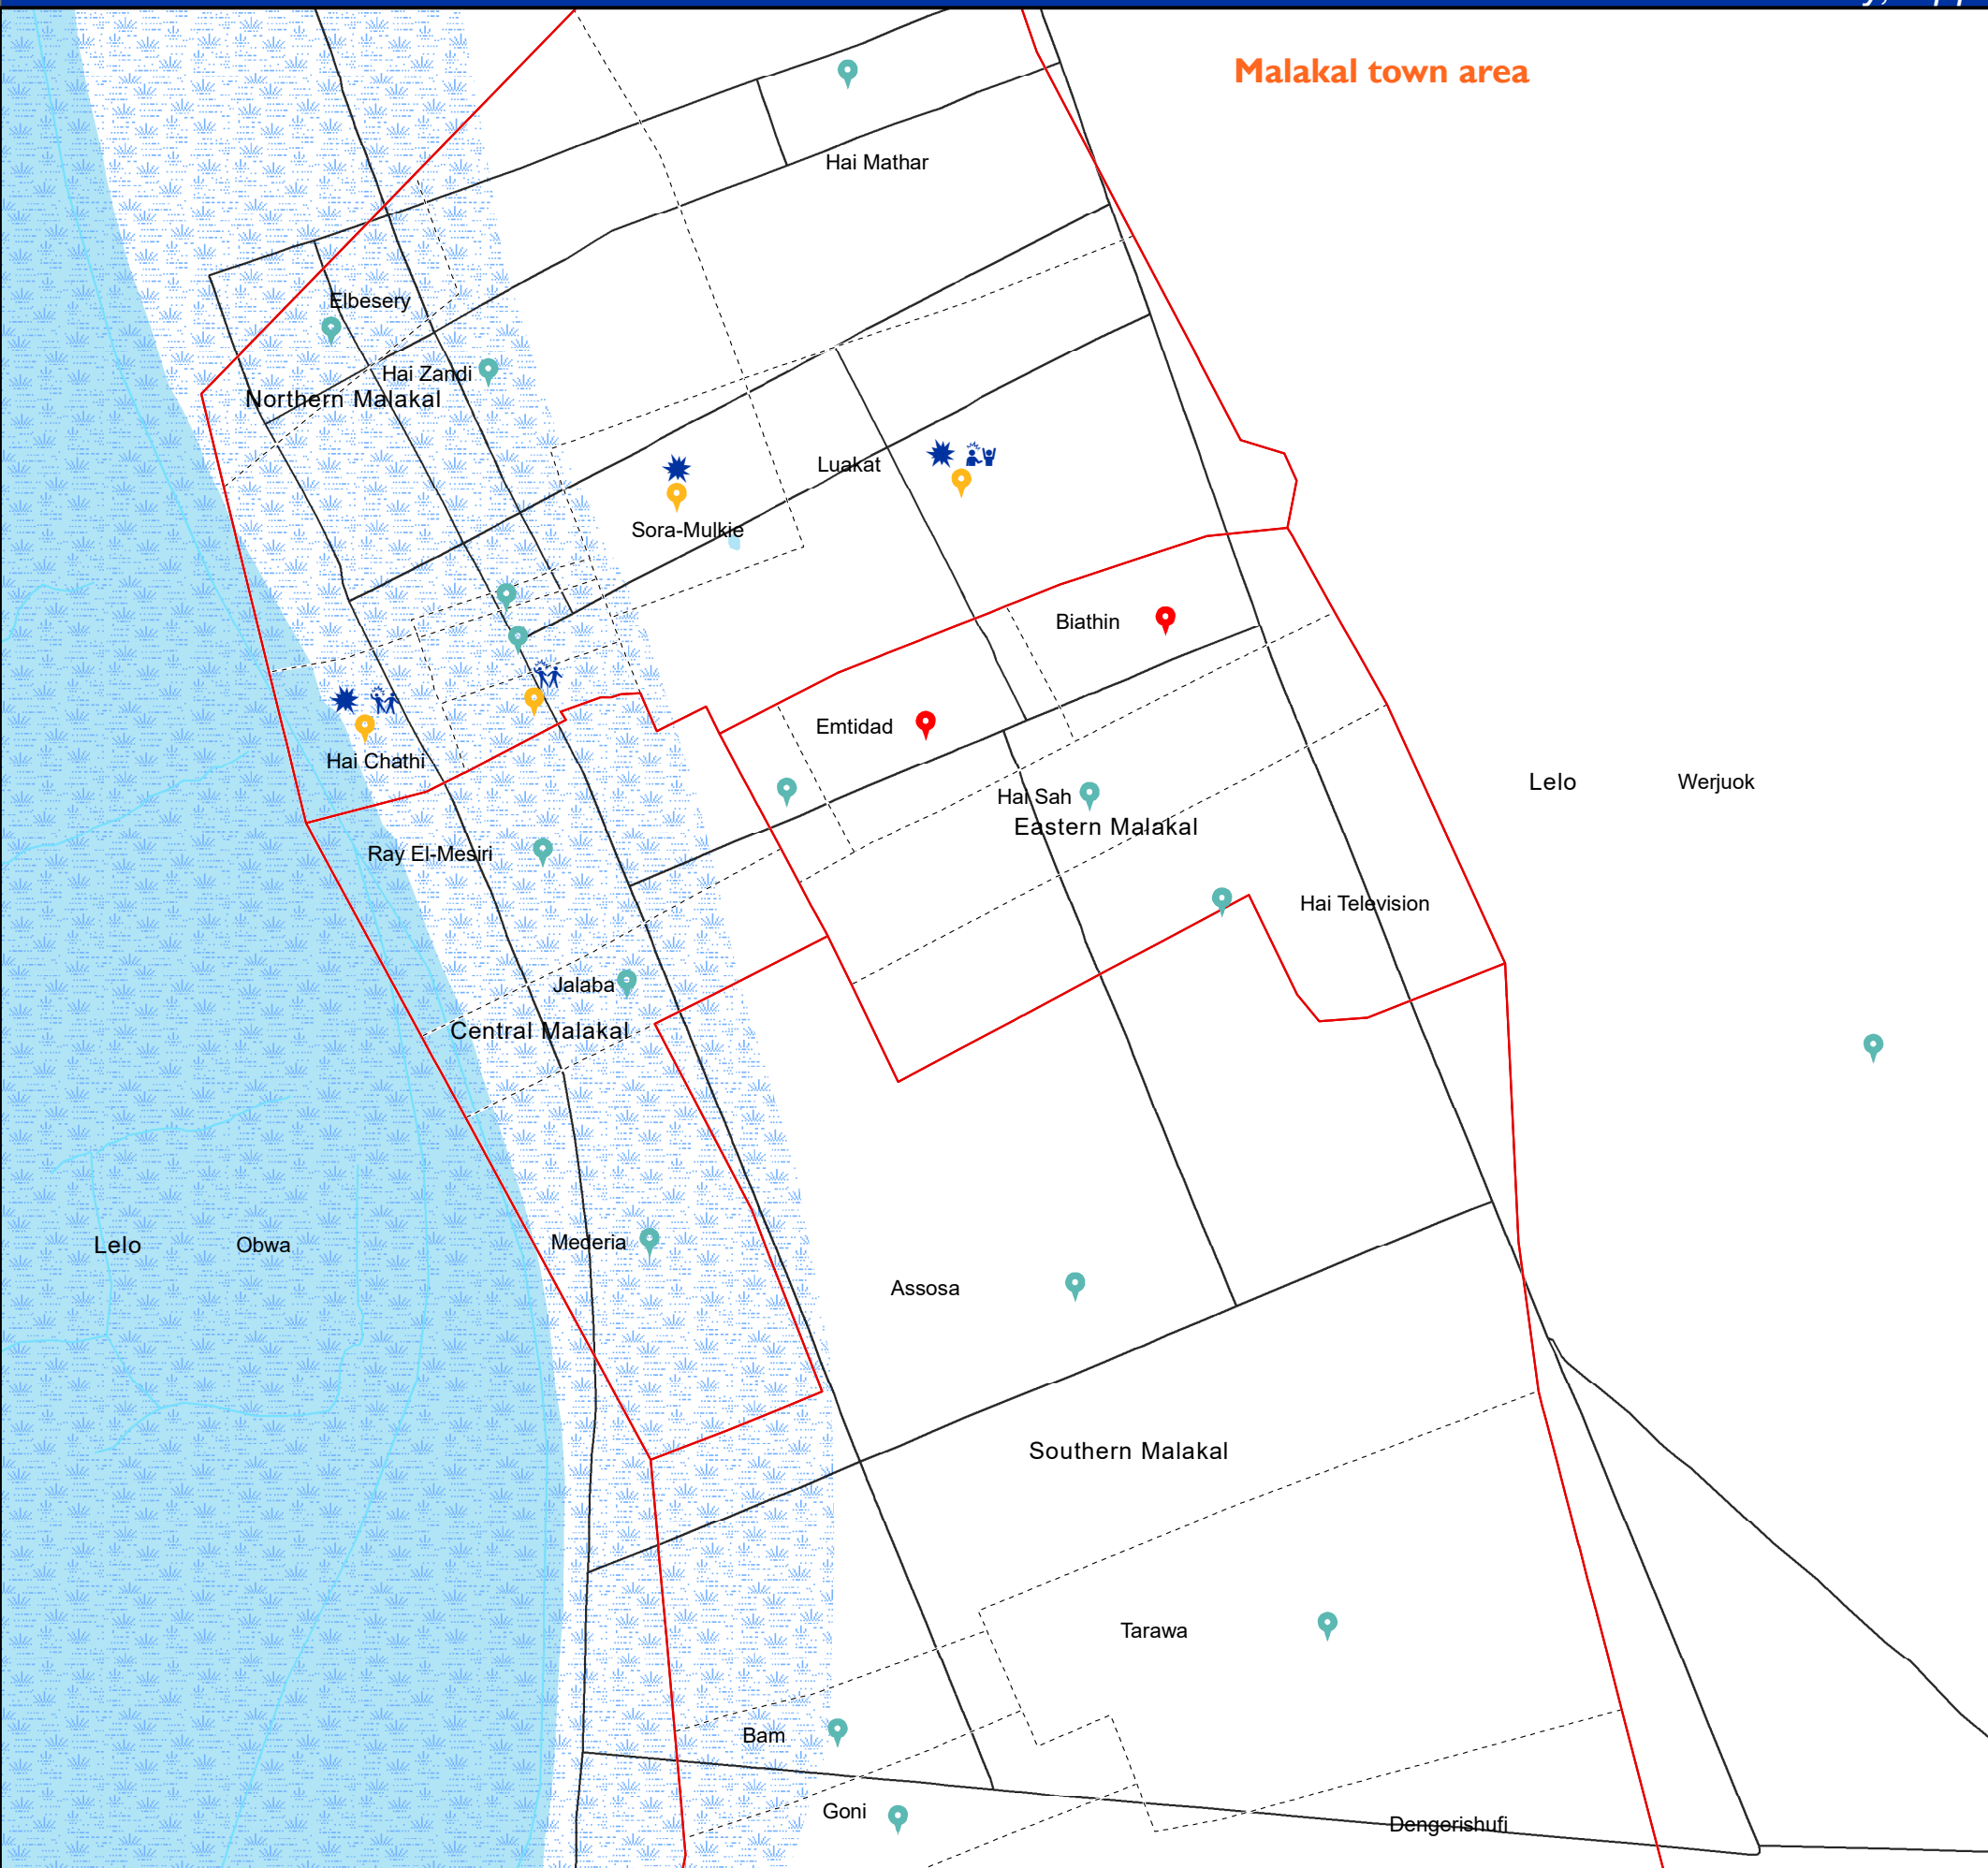 Malakal town area
Hai Mathar
Elbesery
Hai Zandi
Northern Malakal
Luakat
Sora-Mulkie
Biathin
Emtidad
Hai Chathi
Lelo
Werjuok
Hai Sah
Eastern Malakal
Ray El-Mesiri
Hai Television
Jalaba
Central Malakal
Mederia
Lelo
Obwa
Assosa
Southern Malakal
Tarawa
Bam
Goni
Dengerishufi